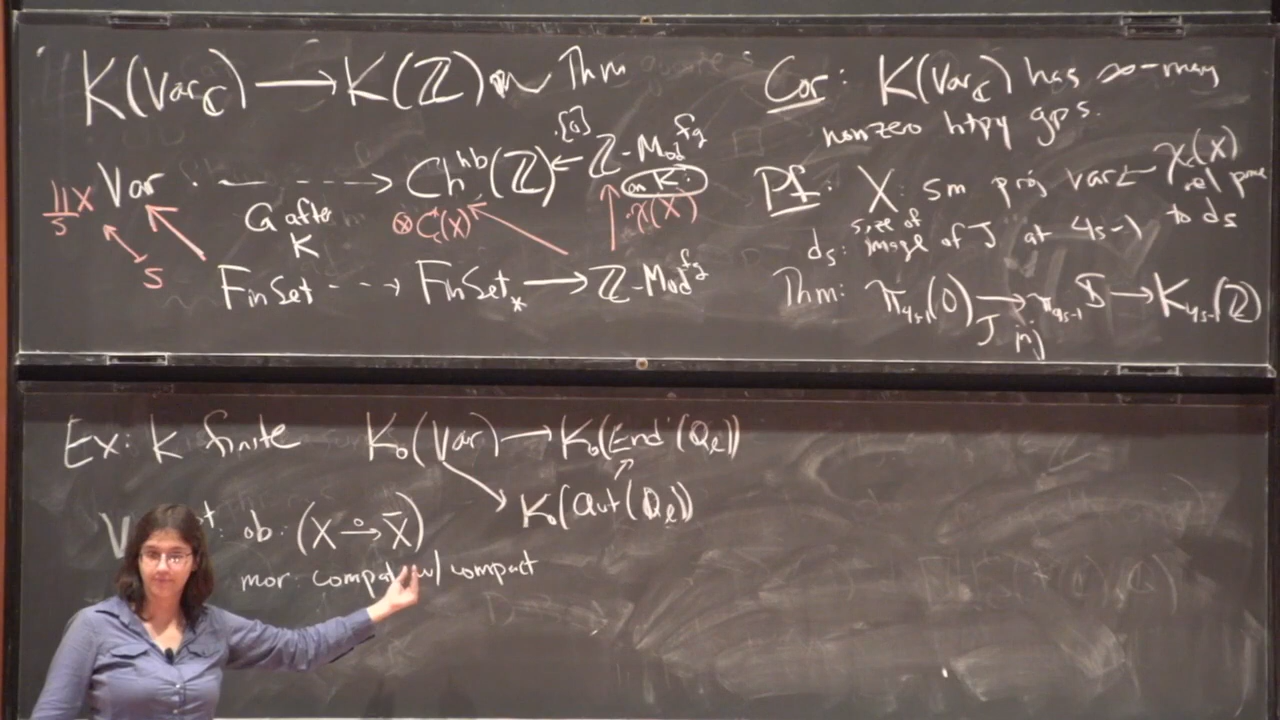 K(Var_C) → K(Z) Thm
.[0]
Var · - - - → Ch^hb(Z) ← Z-Mod^fg
∐_S X
G after K
⊗C_c(X)
on K:
·χ(X)
S
FinSet - - → FinSet_* → Z-Mod^fg
Cor: K(Var_C) has ∞-many
nonzero htpy gps.
Pf: X: sm proj var χ_c(X)
rel prime
to d_s
d_s: size of
image of J at 4s-1
Thm: π_{4s-1}(O) → π_{4s-1} S → K_{4s-1}(Z)
J inj
Ex: k finite K_0(Var) → K_0(End(Q_ℓ))
K_0(Aut(Q_ℓ))
ob: (X →° X̄)
mor: compat w/ compact